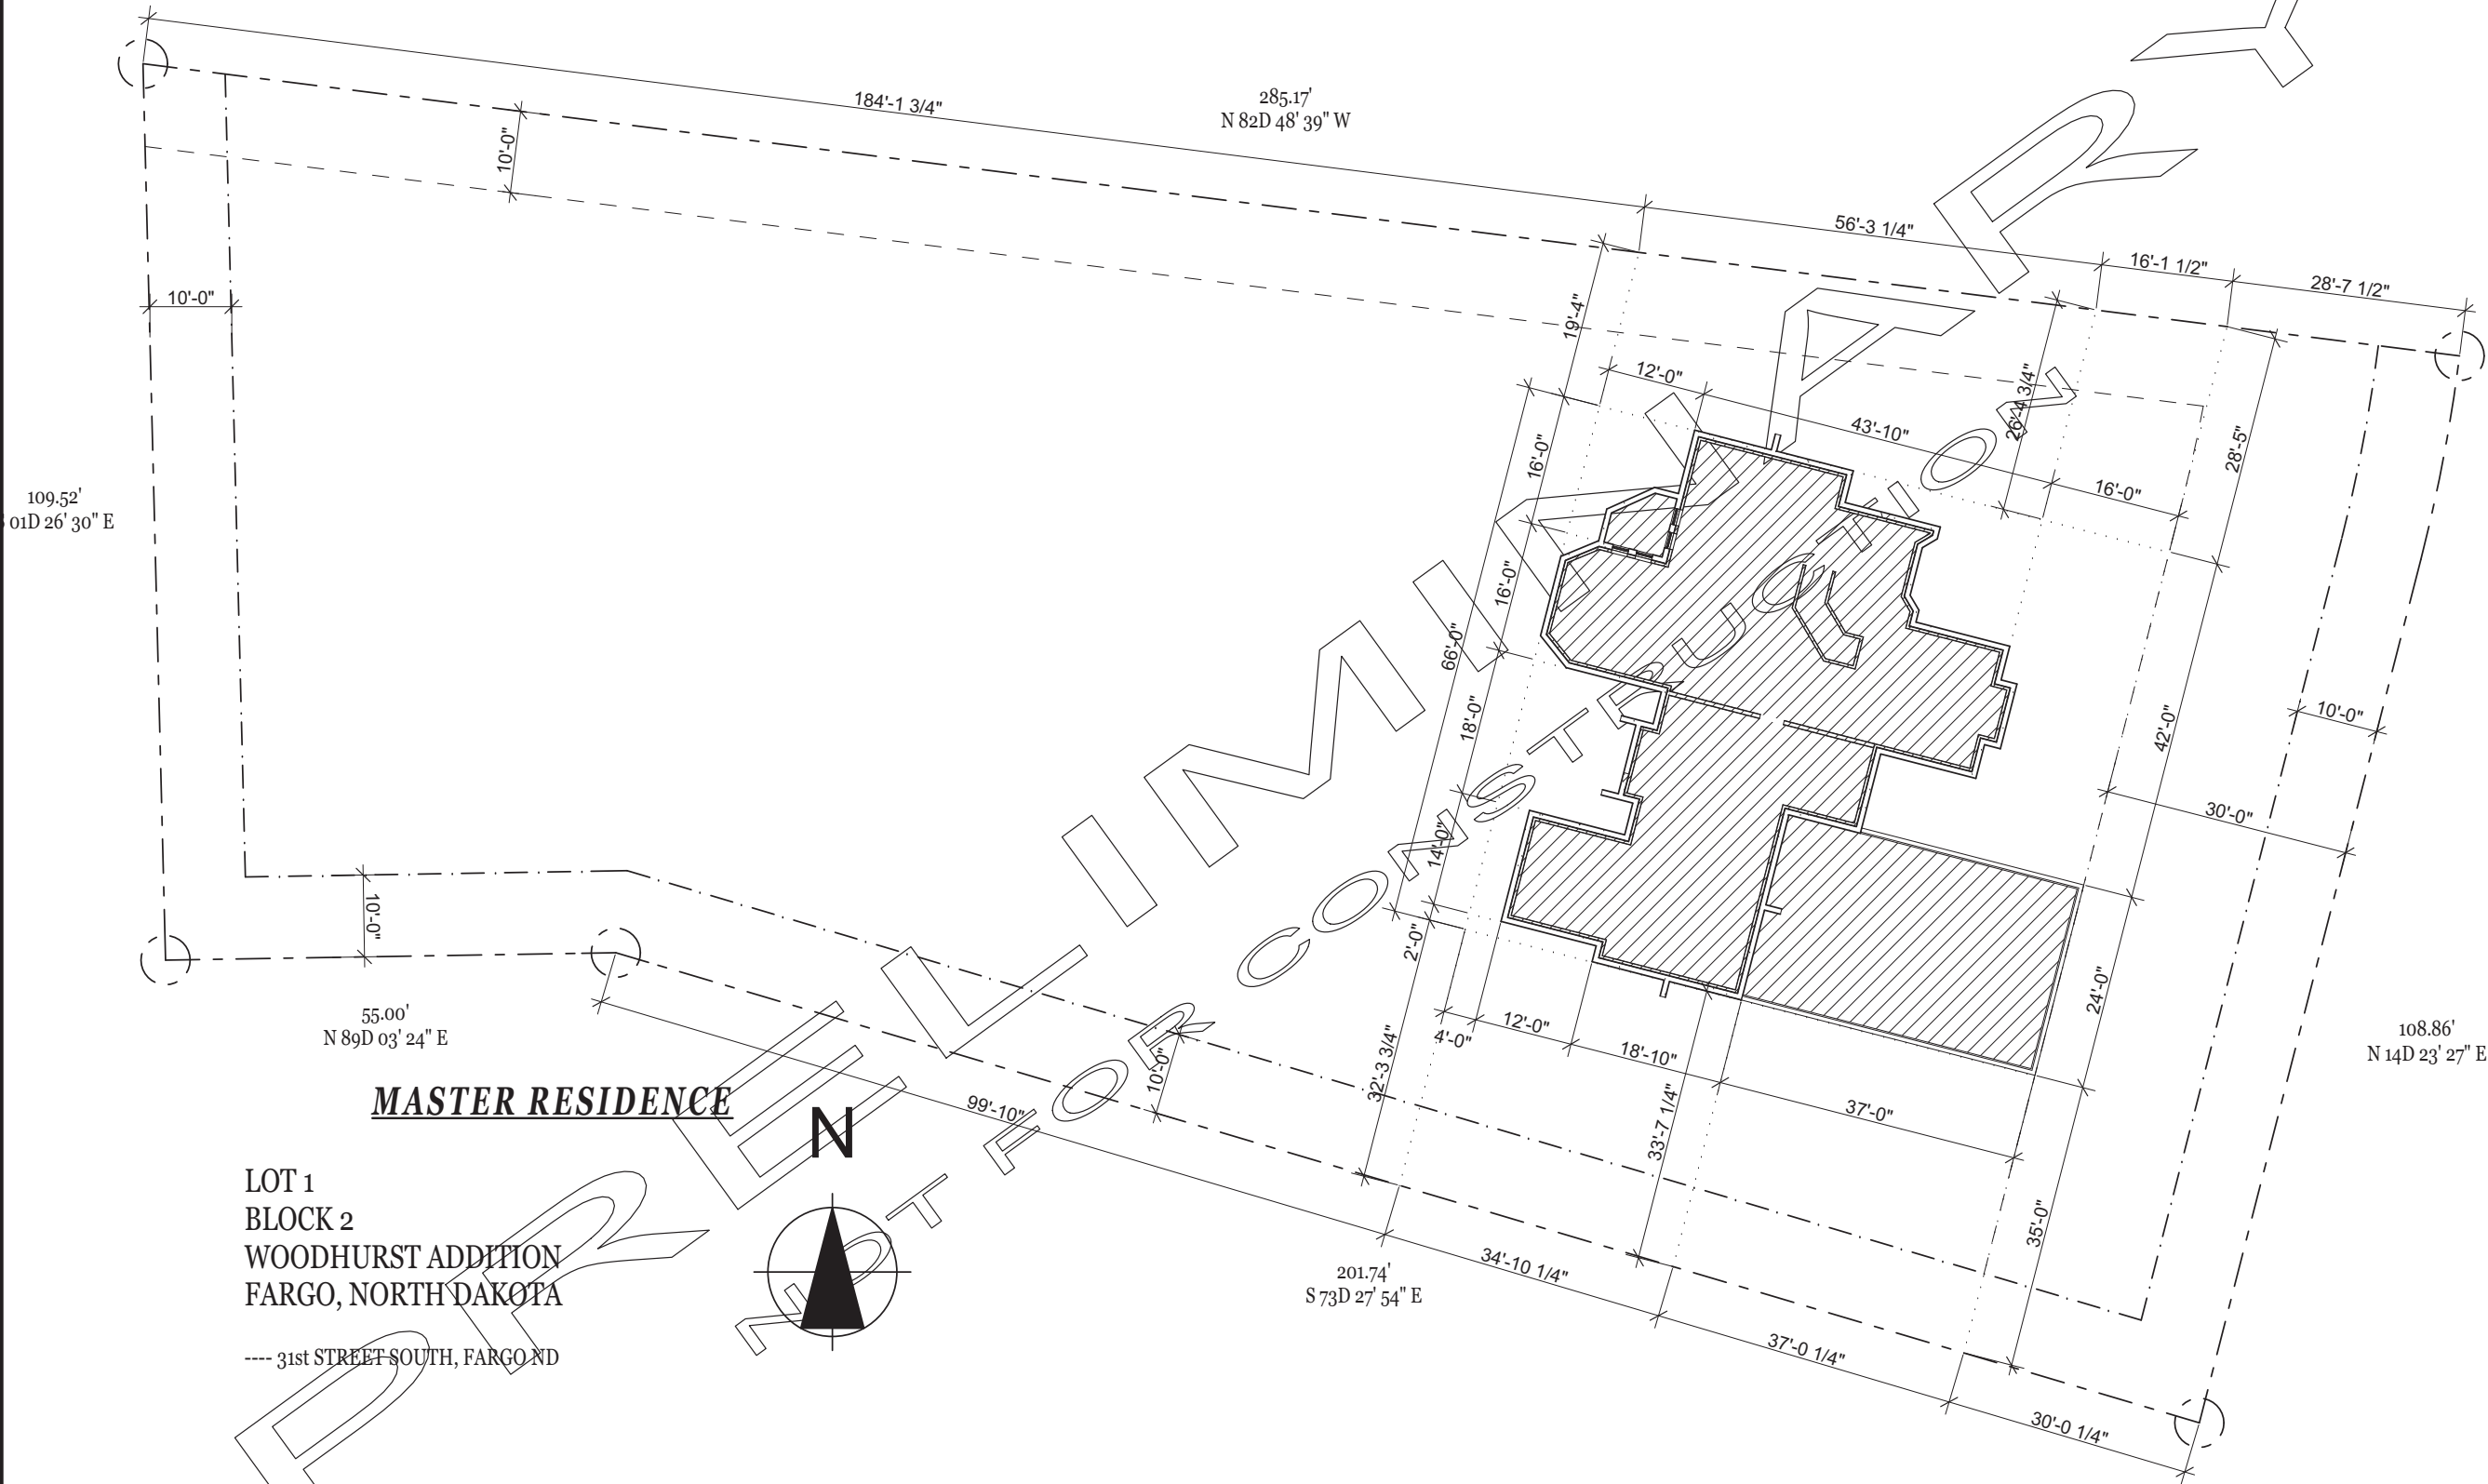 184'-1 3/4"
285.17'
N 82D 48' 39" W
10'-0"
56'-3 1/4"
16'-1 1/2"
28'-7 1/2"
10'-0"
19'-4"
12'-0"
26'-4 3/4"
43'-10"
28'-5"
16'-0"
16'-0"
109.52'
01D 26' 30" E
16'-0"
66'-0"
18'-0"
42'-0"
10'-0"
30'-0"
14'-0"
10'-0"
2'-0"
24'-0"
55.00'
N 89D 03' 24" E
4'-0"
12'-0"
18'-10"
32'-3 3/4"
10'-0"
99'-10"
33'-7 1/4"
37'-0"
108.86'
N 14D 23' 27" E
35'-0"
34'-10 1/4"
201.74'
S 73D 27' 54" E
37'-0 1/4"
30'-0 1/4"
MASTER RESIDENCE
N
LOT 1
BLOCK 2
WOODHURST ADDITION
FARGO, NORTH DAKOTA
---- 31st STREET SOUTH, FARGO ND
PRELIMINARY
NOT FOR CONSTRUCTION